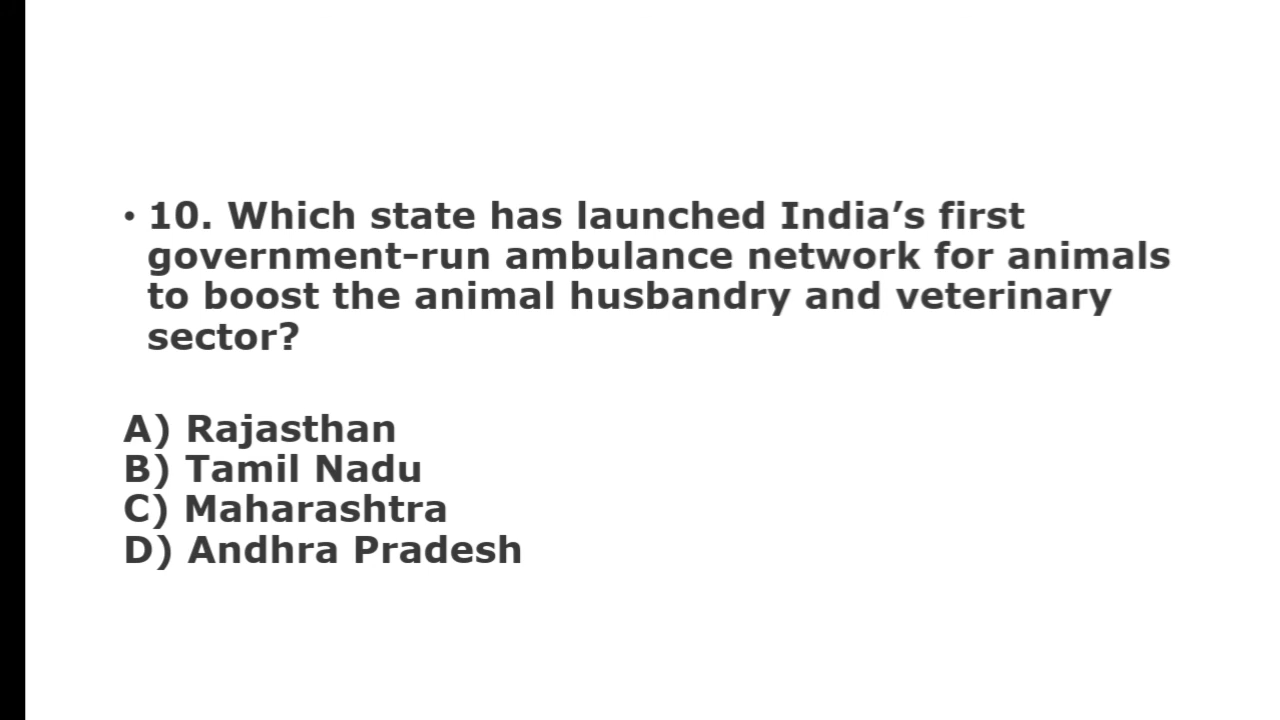 • 10. Which state has launched India’s first
government-run ambulance network for animals
to boost the animal husbandry and veterinary
sector?
A) Rajasthan
B) Tamil Nadu
C) Maharashtra
D) Andhra Pradesh